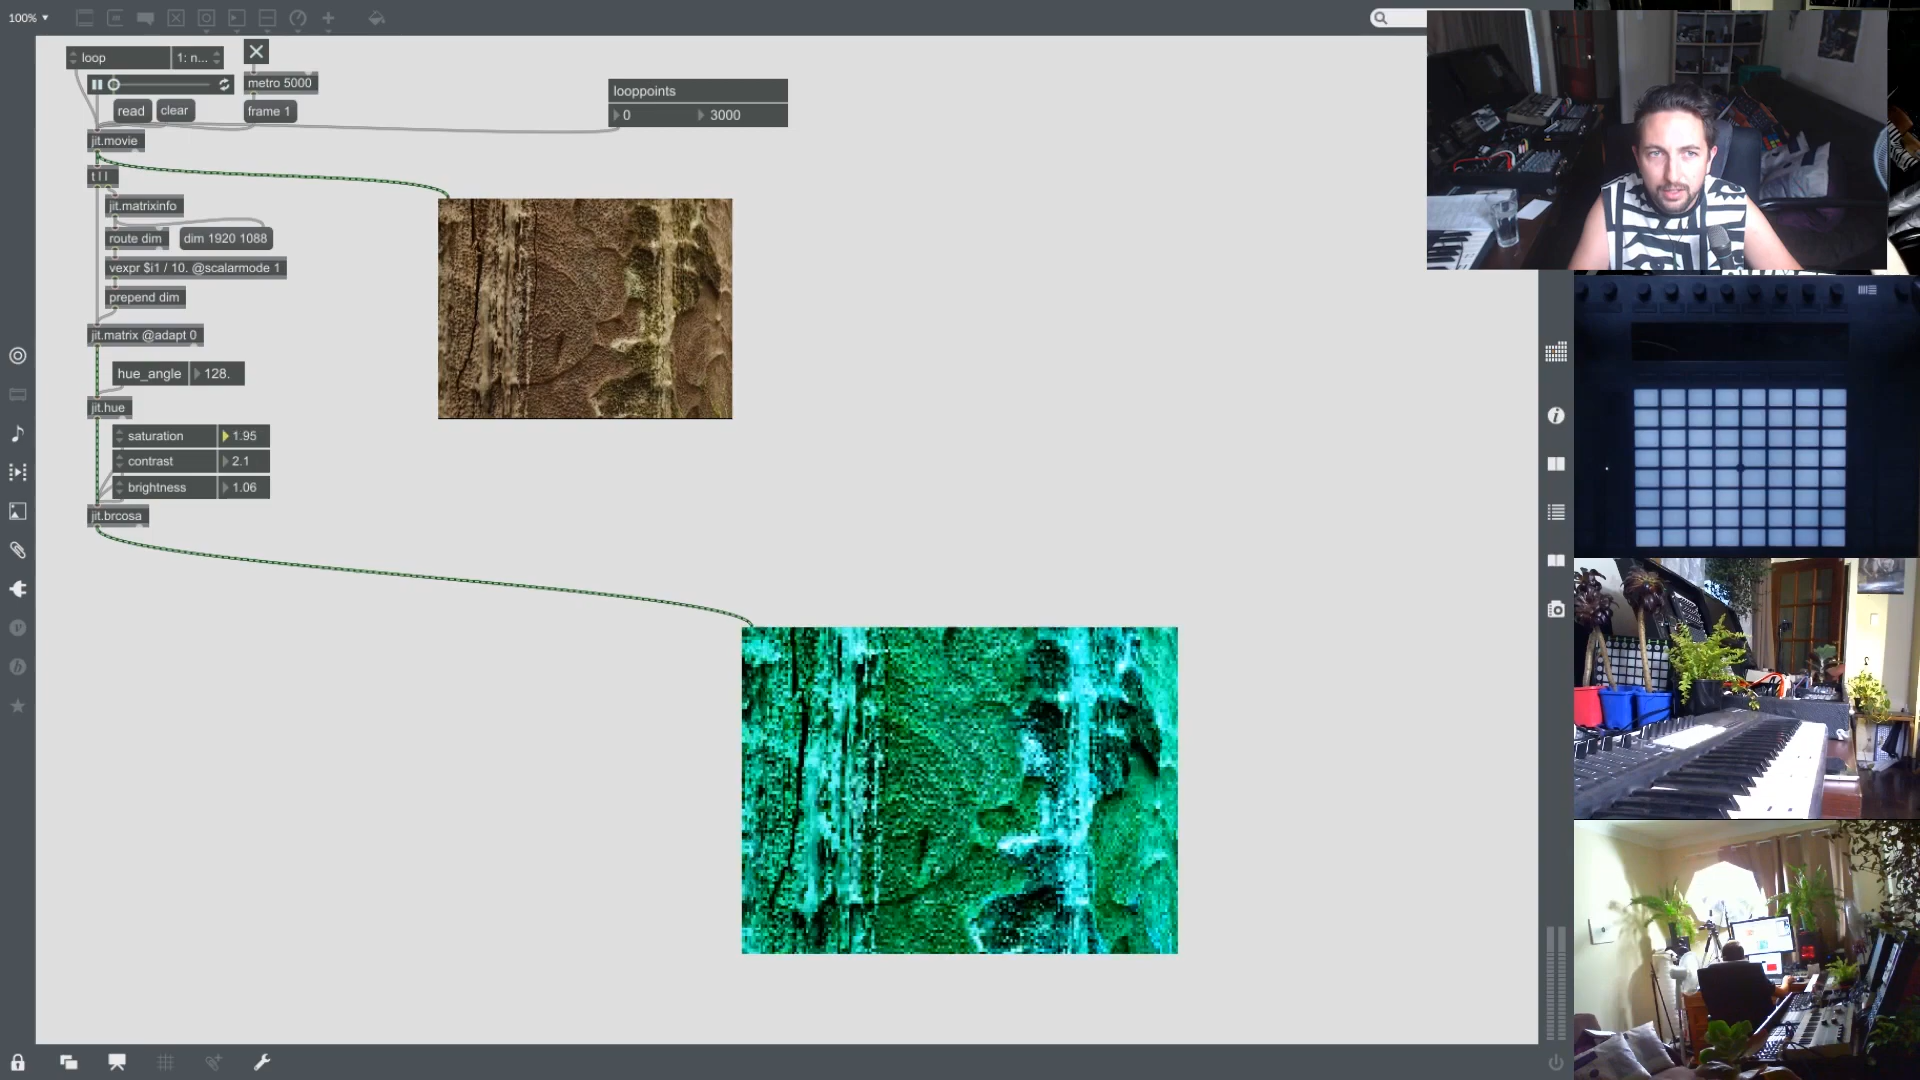 100%
loop 1: n...
metro 5000
read clear frame 1
looppoints
0 3000
jit.movie
t l l
jit.matrixinfo
route dim dim 1920 1088
vexpr $i1 / 10. @scalarmode 1
prepend dim
jit.matrix @adapt 0
hue_angle 128.
jit.hue
saturation 1.95
contrast 2.1
brightness 1.06
jit.brcosa